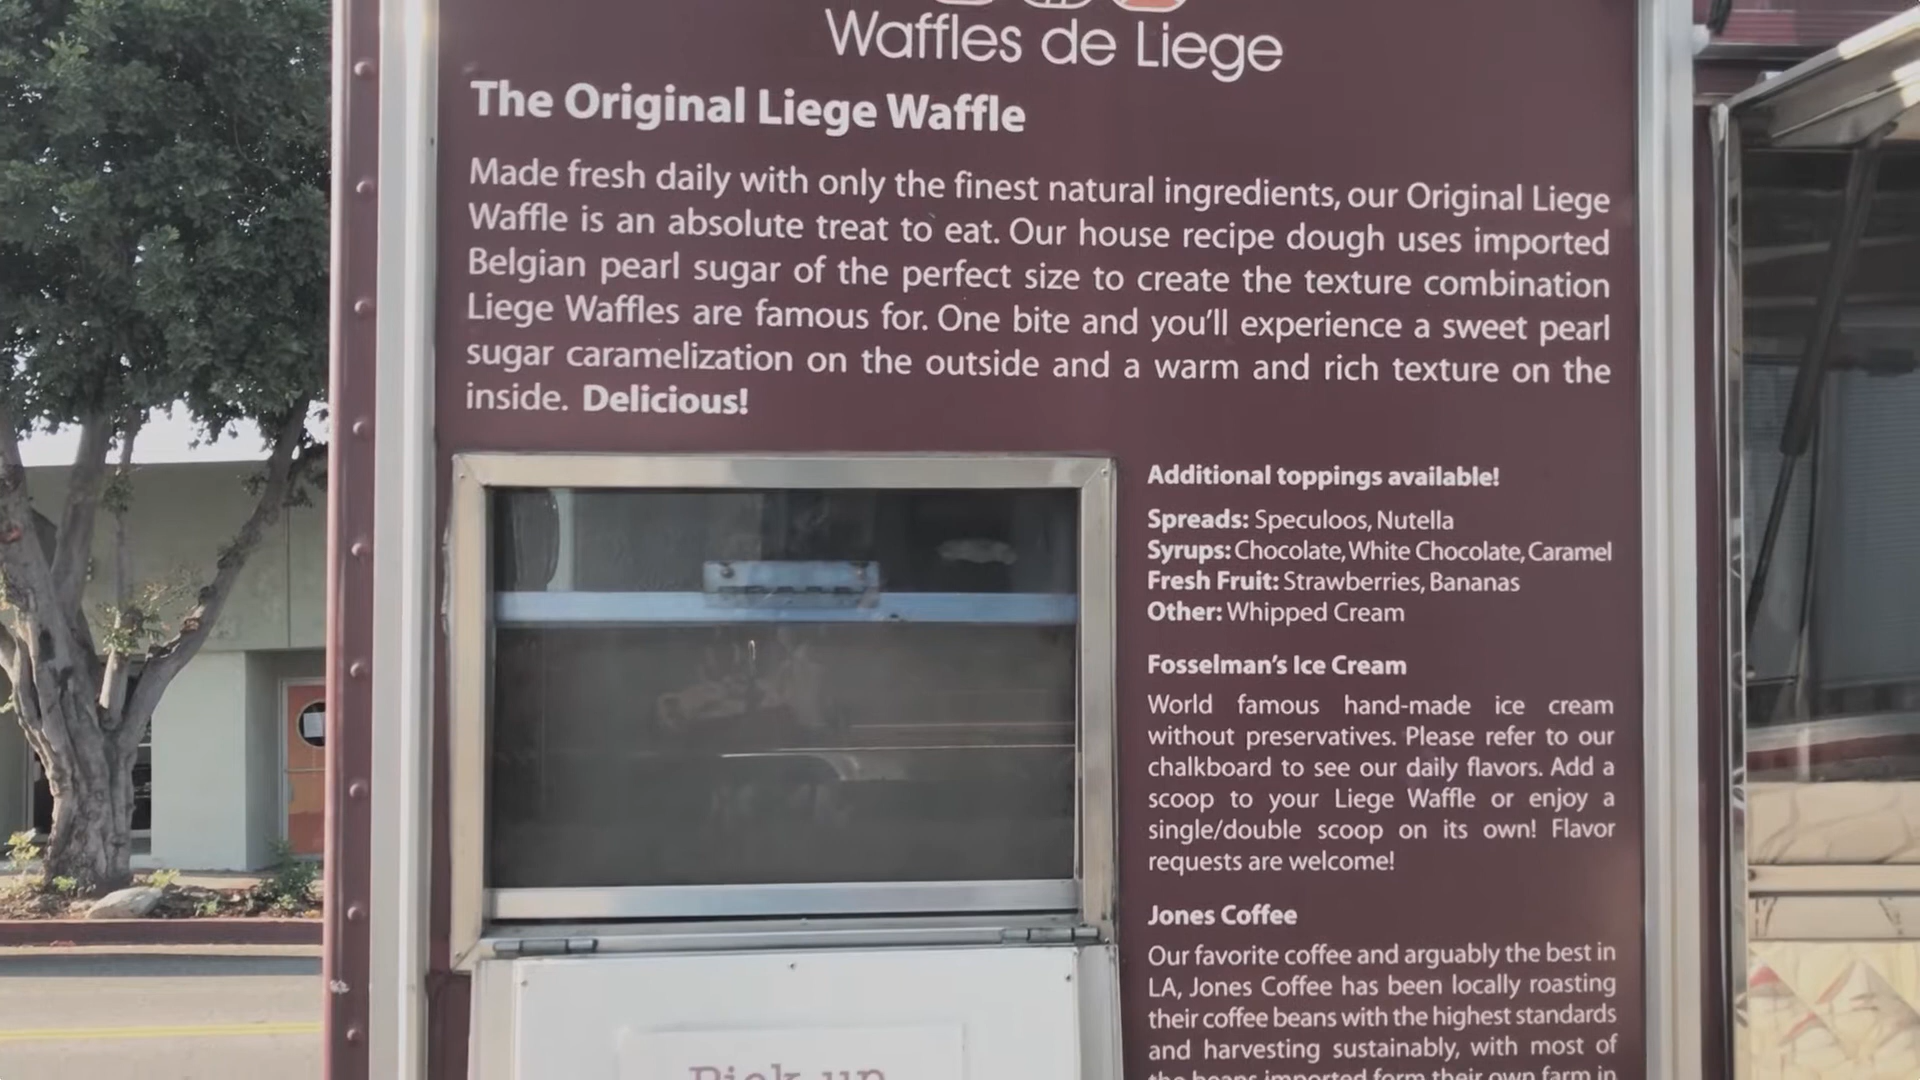 Waffles de Liege
The Original Liege Waffle
Made fresh daily with only the finest natural ingredients, our Original Liege
Waffle is an absolute treat to eat. Our house recipe dough uses imported
Belgian pearl sugar of the perfect size to create the texture combination
Liege Waffles are famous for. One bite and you'll experience a sweet pearl
sugar caramelization on the outside and a warm and rich texture on the
inside. Delicious!
Additional toppings available!
Spreads: Speculoos, Nutella
Syrups: Chocolate, White Chocolate, Caramel
Fresh Fruit: Strawberries, Bananas
Other: Whipped Cream
Fosselman's Ice Cream
World famous hand-made ice cream
without preservatives. Please refer to our
chalkboard to see our daily flavors. Add a
scoop to your Liege Waffle or enjoy a
single/double scoop on its own! Flavor
requests are welcome!
Jones Coffee
Our favorite coffee and arguably the best in
LA, Jones Coffee has been locally roasting
their coffee beans with the highest standards
and harvesting sustainably, with most of
the beans imported form their own farm in
Pick up